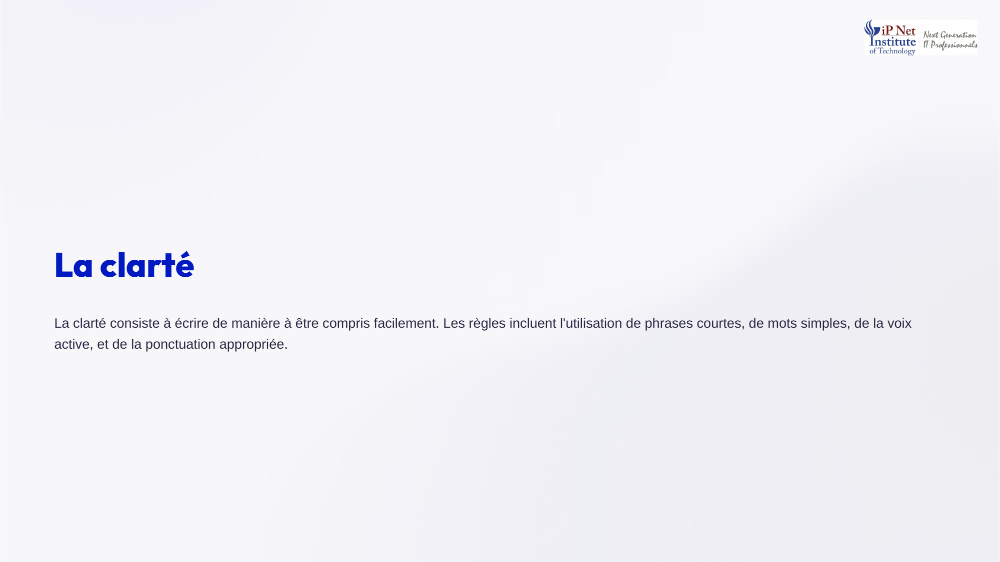 iP Net
Institute
of Technology
Next Generation
IT Professionnels
La clarté
La clarté consiste à écrire de manière à être compris facilement. Les règles incluent l'utilisation de phrases courtes, de mots simples, de la voix
active, et de la ponctuation appropriée.